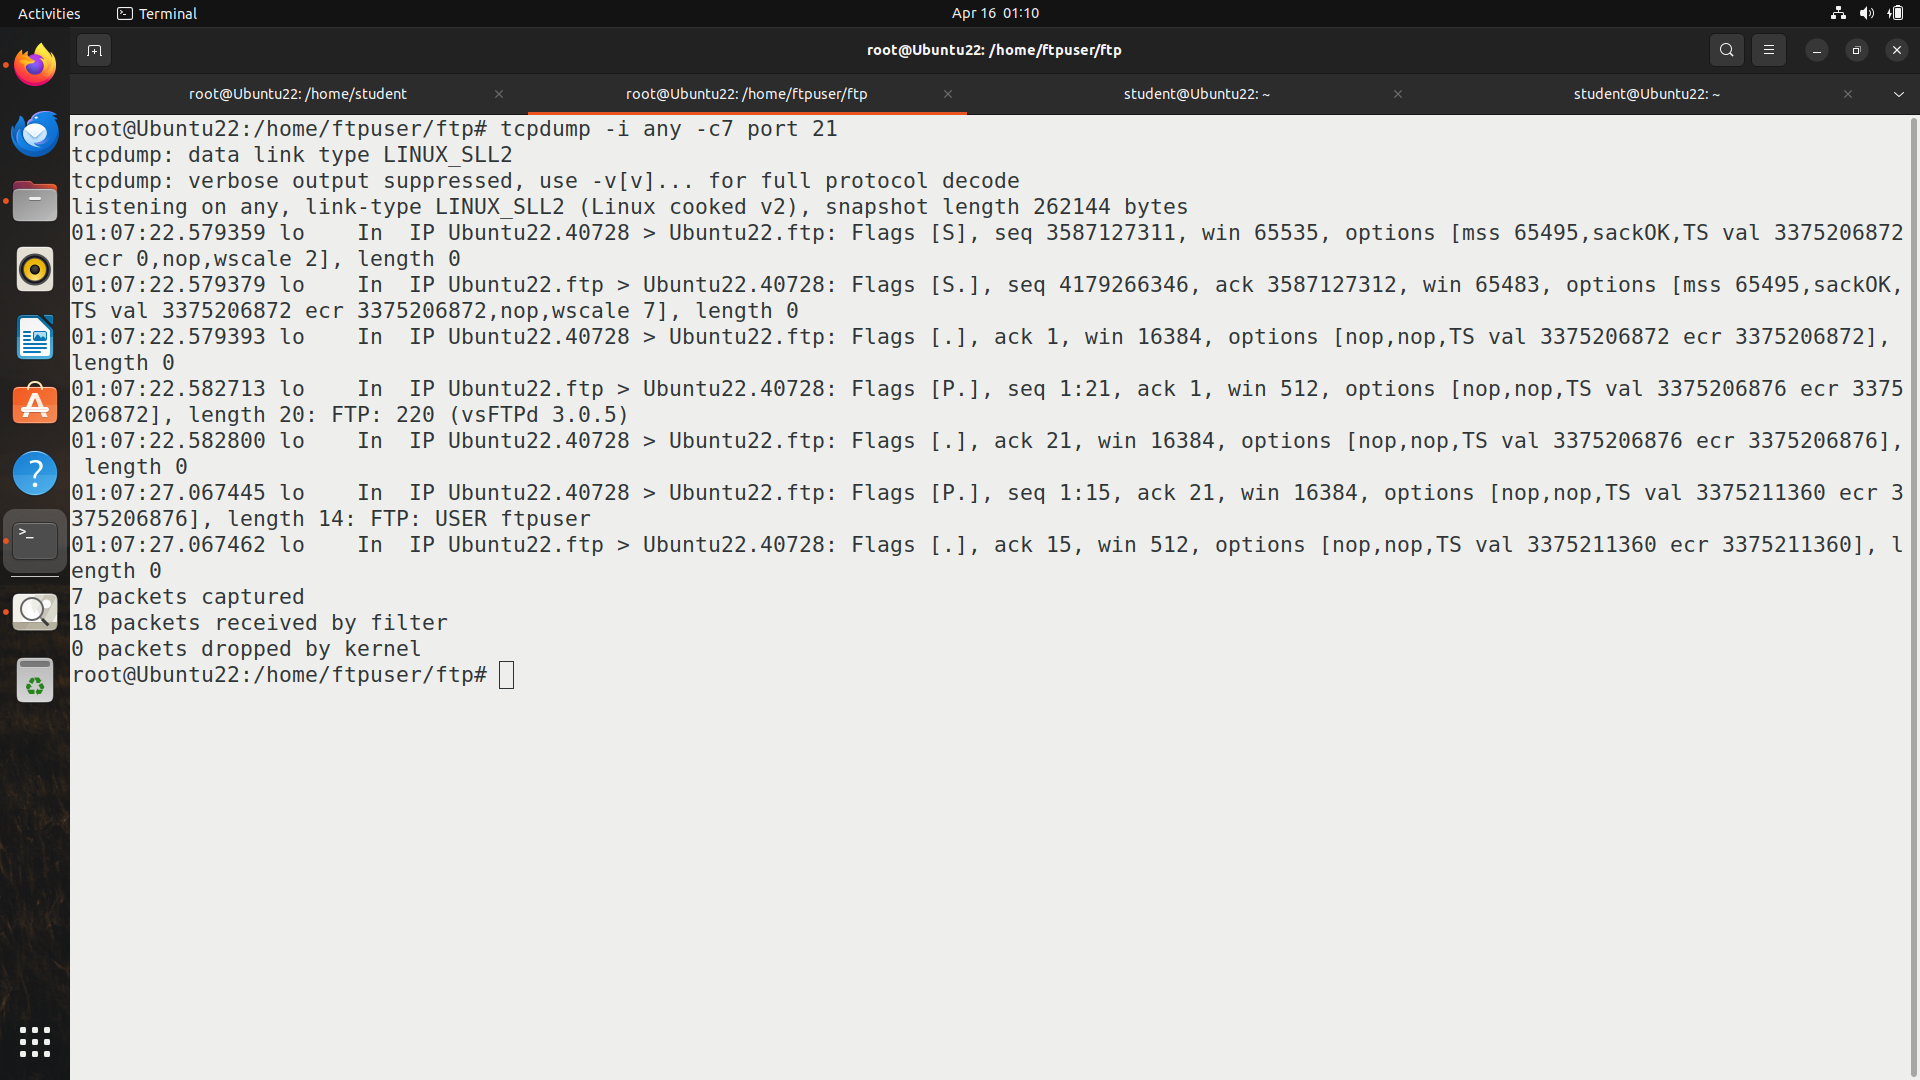 Activities
Terminal
Apr 16 01:10
root@Ubuntu22: /home/ftpuser/ftp
root@Ubuntu22: /home/student
root@Ubuntu22: /home/ftpuser/ftp
student@Ubuntu22: ~
student@Ubuntu22: ~
root@Ubuntu22:/home/ftpuser/ftp# tcpdump -i any -c7 port 21
tcpdump: data link type LINUX_SLL2
tcpdump: verbose output suppressed, use -v[v]... for full protocol decode
listening on any, link-type LINUX_SLL2 (Linux cooked v2), snapshot length 262144 bytes
01:07:22.579359 lo    In  IP Ubuntu22.40728 > Ubuntu22.ftp: Flags [S], seq 3587127311, win 65535, options [mss 65495,sackOK,TS val 3375206872
 ecr 0,nop,wscale 2], length 0
01:07:22.579379 lo    In  IP Ubuntu22.ftp > Ubuntu22.40728: Flags [S.], seq 4179266346, ack 3587127312, win 65483, options [mss 65495,sackOK,
TS val 3375206872 ecr 3375206872,nop,wscale 7], length 0
01:07:22.579393 lo    In  IP Ubuntu22.40728 > Ubuntu22.ftp: Flags [.], ack 1, win 16384, options [nop,nop,TS val 3375206872 ecr 3375206872],
length 0
01:07:22.582713 lo    In  IP Ubuntu22.ftp > Ubuntu22.40728: Flags [P.], seq 1:21, ack 1, win 512, options [nop,nop,TS val 3375206876 ecr 3375
206872], length 20: FTP: 220 (vsFTPd 3.0.5)
01:07:22.582800 lo    In  IP Ubuntu22.40728 > Ubuntu22.ftp: Flags [.], ack 21, win 16384, options [nop,nop,TS val 3375206876 ecr 3375206876],
 length 0
01:07:27.067445 lo    In  IP Ubuntu22.40728 > Ubuntu22.ftp: Flags [P.], seq 1:15, ack 21, win 16384, options [nop,nop,TS val 3375211360 ecr 3
375206876], length 14: FTP: USER ftpuser
01:07:27.067462 lo    In  IP Ubuntu22.ftp > Ubuntu22.40728: Flags [.], ack 15, win 512, options [nop,nop,TS val 3375211360 ecr 3375211360], l
ength 0
7 packets captured
18 packets received by filter
0 packets dropped by kernel
root@Ubuntu22:/home/ftpuser/ftp#